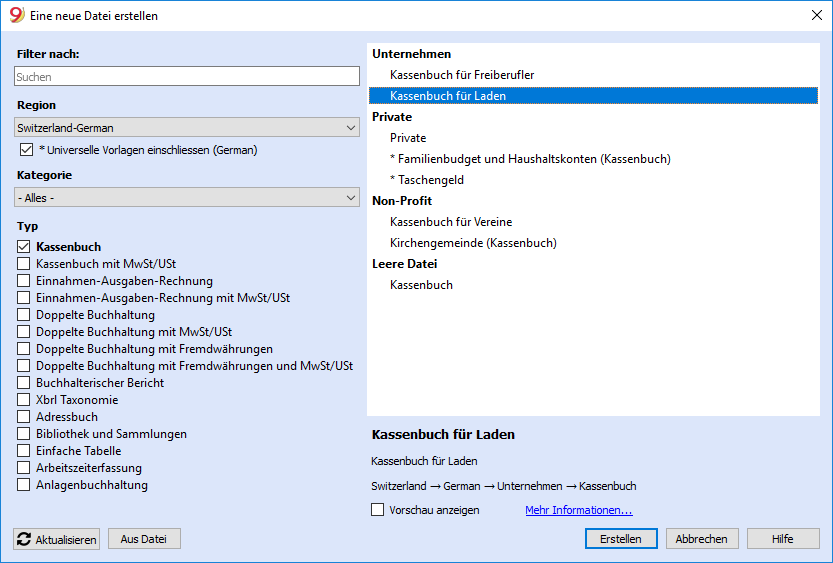 9 Eine neue Datei erstellen
Filter nach:
Suchen
Region
Switzerland-German
* Universelle Vorlagen einschliessen (German)
Kategorie
- Alles -
Typ
Kassenbuch
Kassenbuch mit MwSt/USt
Einnahmen-Ausgaben-Rechnung
Einnahmen-Ausgaben-Rechnung mit MwSt/USt
Doppelte Buchhaltung
Doppelte Buchhaltung mit MwSt/USt
Doppelte Buchhaltung mit Fremdwährungen
Doppelte Buchhaltung mit Fremdwährungen und MwSt/USt
Buchhalterischer Bericht
Xbrl Taxonomie
Adressbuch
Bibliothek und Sammlungen
Einfache Tabelle
Arbeitszeiterfassung
Anlagenbuchhaltung
Unternehmen
Kassenbuch für Freiberufler
Kassenbuch für Laden
Private
Private
* Familienbudget und Haushaltskonten (Kassenbuch)
* Taschengeld
Non-Profit
Kassenbuch für Vereine
Kirchengemeinde (Kassenbuch)
Leere Datei
Kassenbuch
Kassenbuch für Laden
Kassenbuch für Laden
Switzerland → German → Unternehmen → Kassenbuch
Vorschau anzeigen Mehr Informationen...
Aktualisieren Aus Datei Erstellen Abbrechen Hilfe